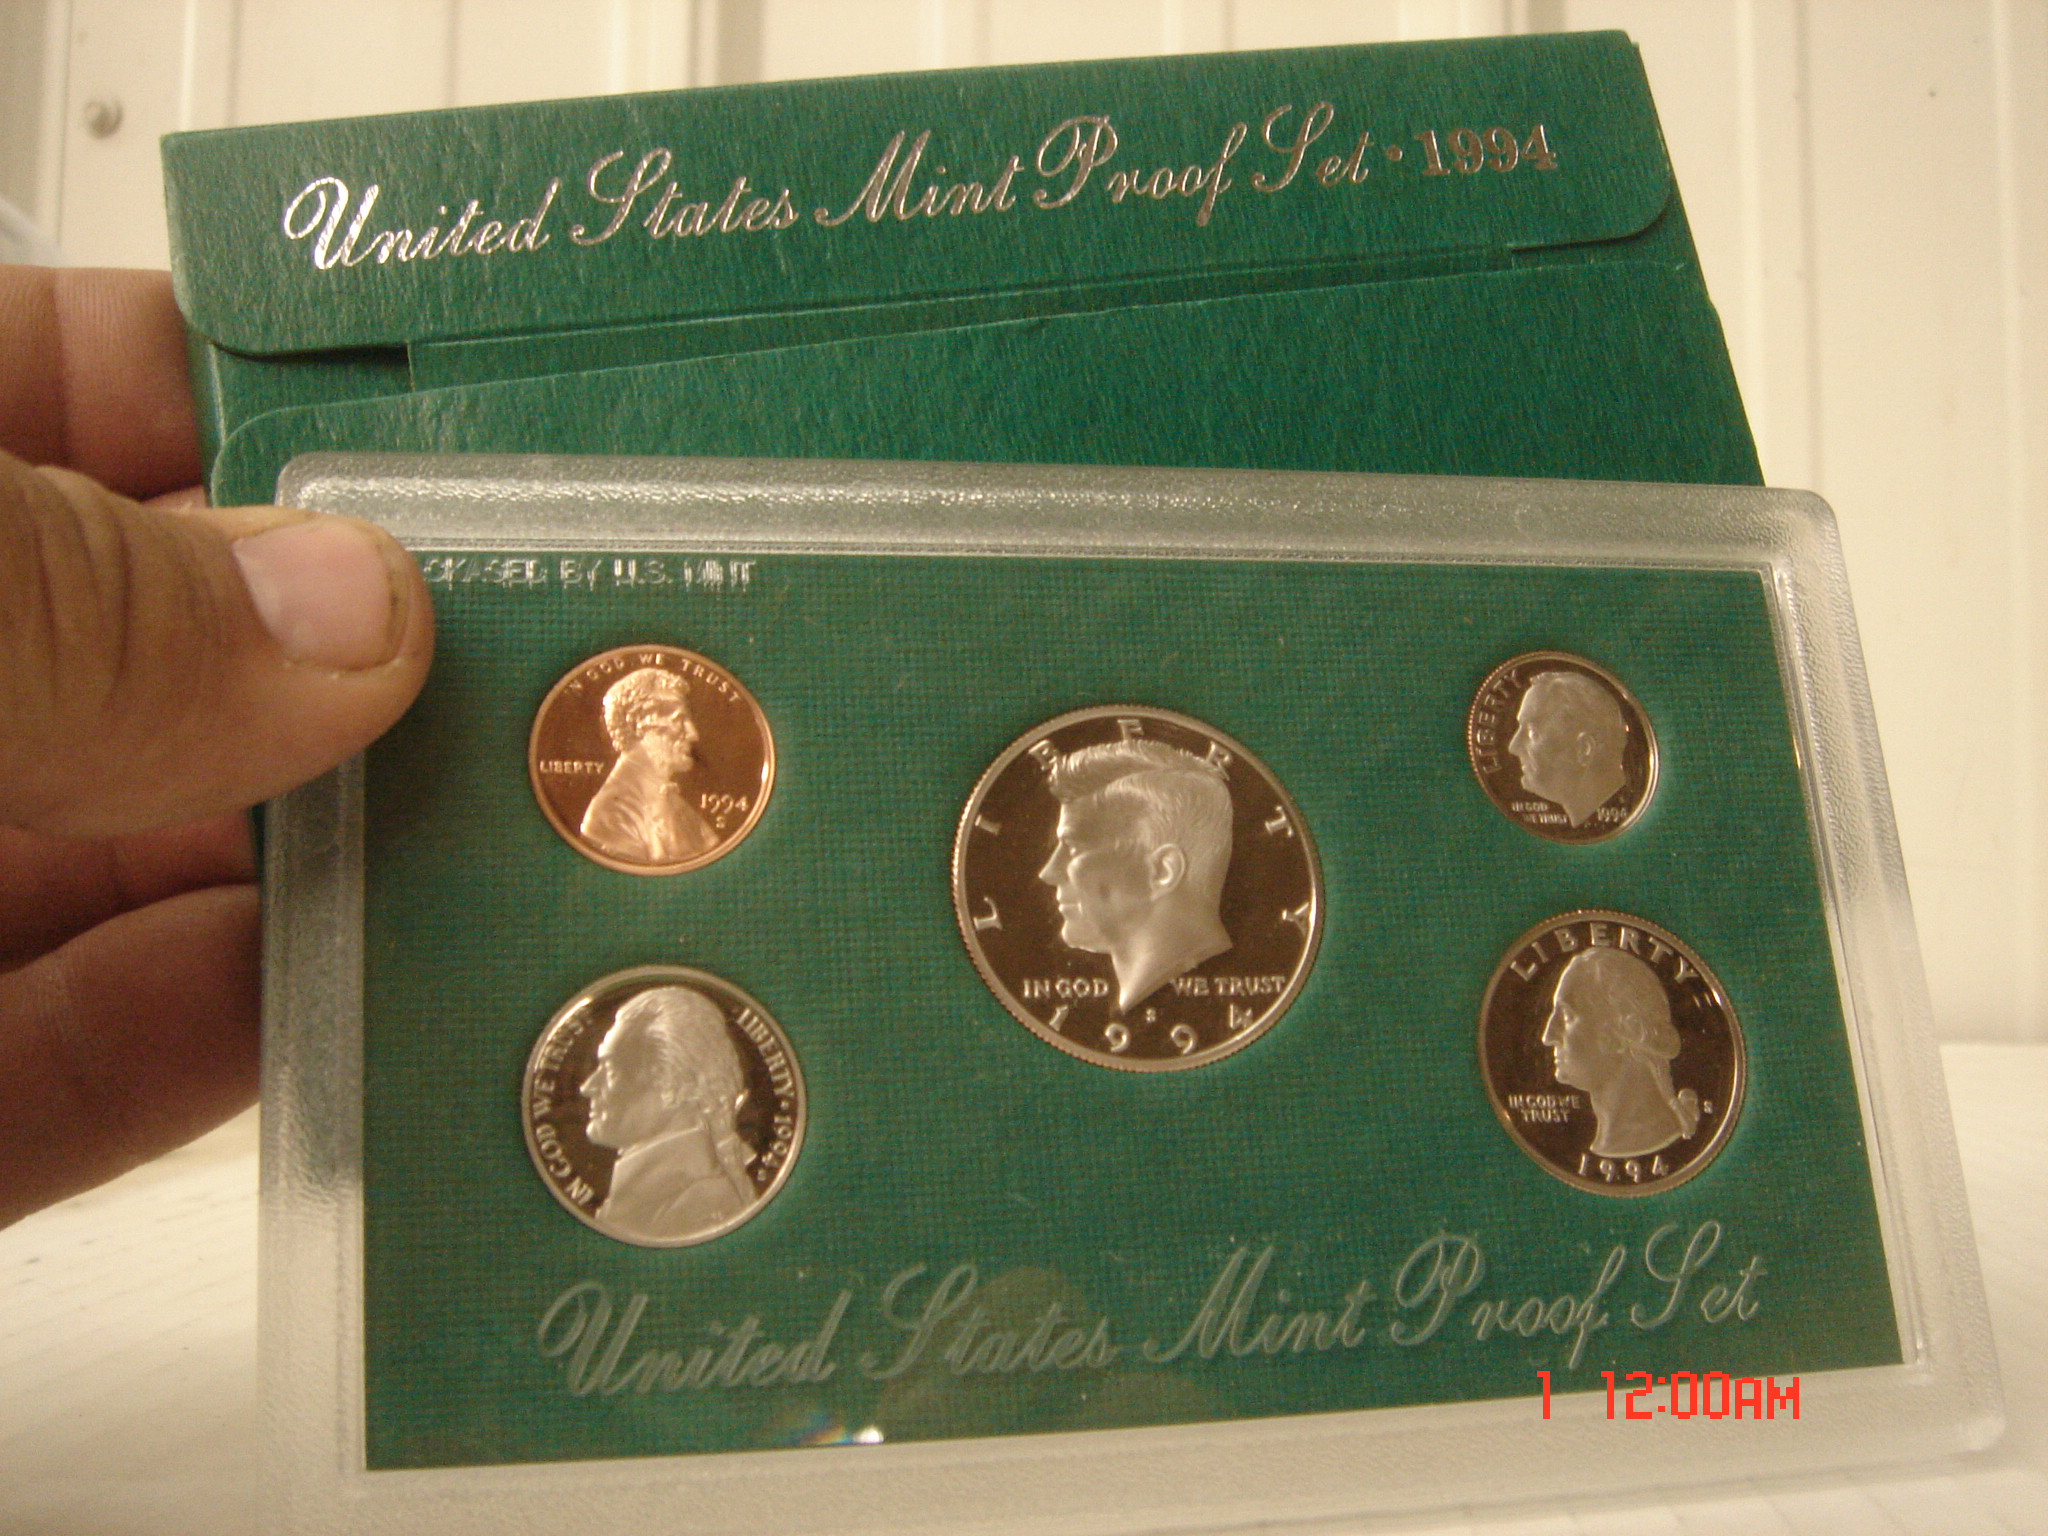 United States Mint Proof Set • 1994
BY U.S. MINT
IN GOD WE TRUST
LIBERTY
1994
S
LIBERTY
IN GOD WE TRUST
S
1994
LIBERTY
IN GOD
WE TRUST
1994
IN GOD WE TRUST
LIBERTY • 1994
LIBERTY
IN GOD WE
TRUST
S
1994
United States Mint Proof Set
1 12:00AM